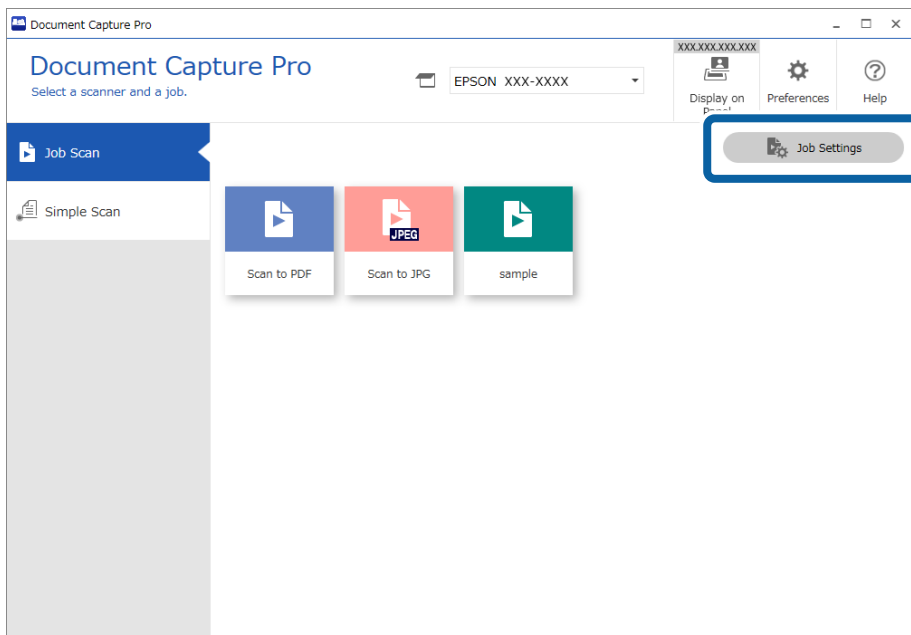 Document Capture Pro
Document Capture Pro
Select a scanner and a job.
EPSON XXX-XXXX
XXX.XXX.XXX.XXX
Display on
Preferences
Help
Job Scan
Job Settings
Simple Scan
JPEG
Scan to PDF
Scan to JPG
sample